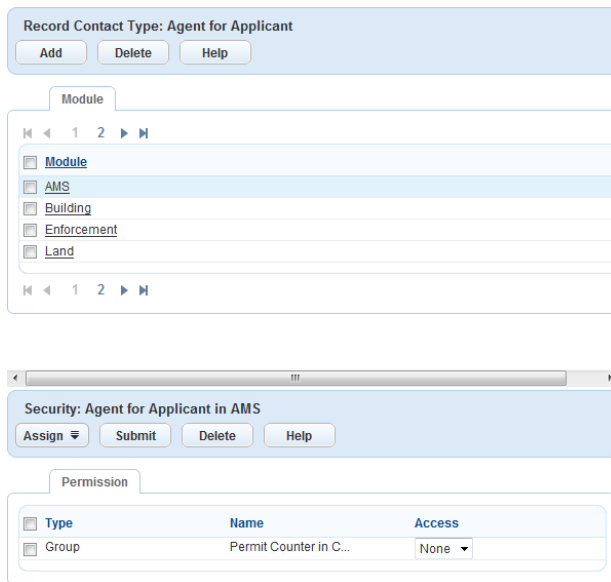 Record Contact Type: Agent for Applicant
Add Delete Help
Module
1 2
Module
AMS
Building
Enforcement
Land
1 2
Security: Agent for Applicant in AMS
Assign Submit Delete Help
Permission
Type Name Access
Group Permit Counter in C... None